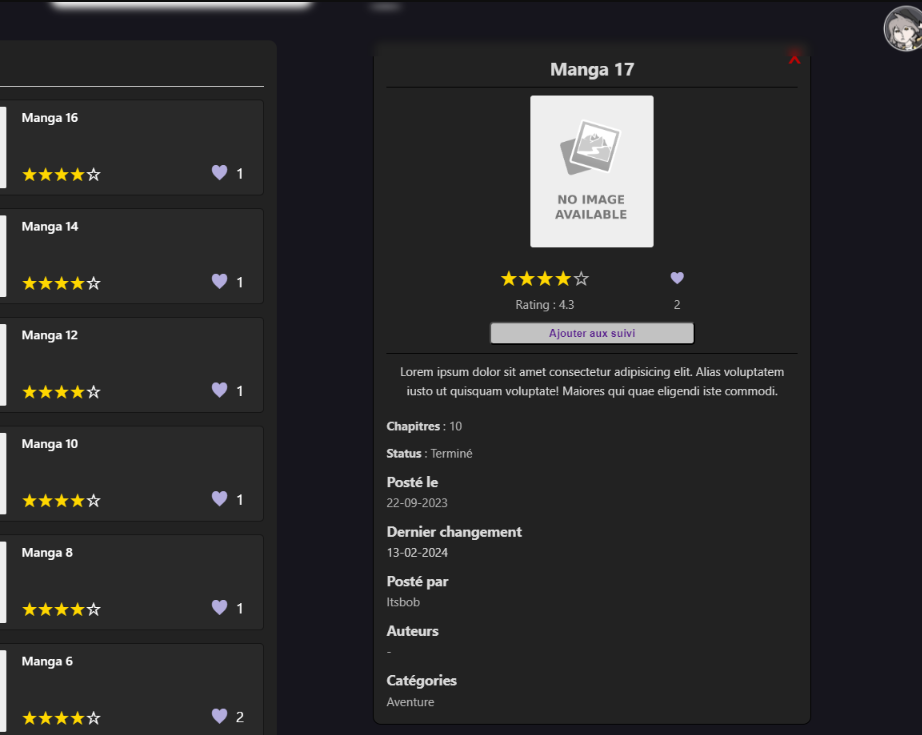 Manga 16
1
Manga 14
1
Manga 12
1
Manga 10
1
Manga 8
1
Manga 6
2
Manga 17
NO IMAGE
AVAILABLE
Rating : 4.3
2
Ajouter aux suivi
Lorem ipsum dolor sit amet consectetur adipisicing elit. Alias voluptatem
iusto ut quisquam voluptate! Maiores qui quae eligendi iste commodi.
Chapitres : 10
Status : Terminé
Posté le
22-09-2023
Dernier changement
13-02-2024
Posté par
Itsbob
Auteurs
-
Catégories
Aventure